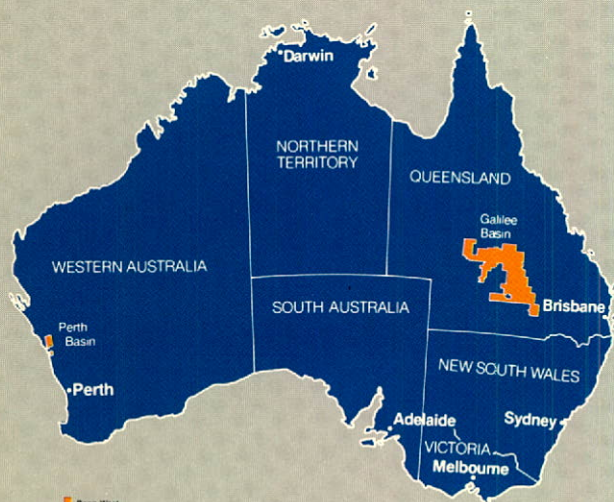 Darwin
NORTHERN
TERRITORY
QUEENSLAND
Galilee
Basin
WESTERN AUSTRALIA
SOUTH AUSTRALIA
Brisbane
Perth
Basin
NEW SOUTH WALES
Perth
Adelaide
Sydney
VICTORIA
Melbourne